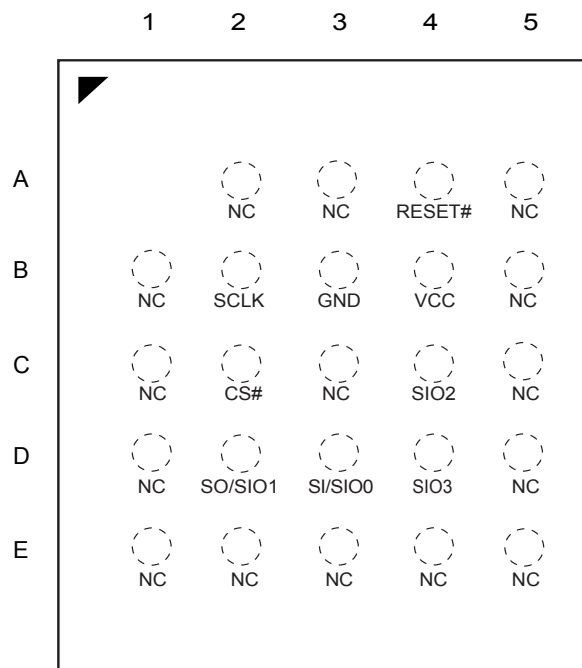 1 2 3 4 5
A
NC NC RESET# NC
B
NC SCLK GND VCC NC
C
NC CS# NC SIO2 NC
D
NC SO/SIO1 SI/SIO0 SIO3 NC
E
NC NC NC NC NC